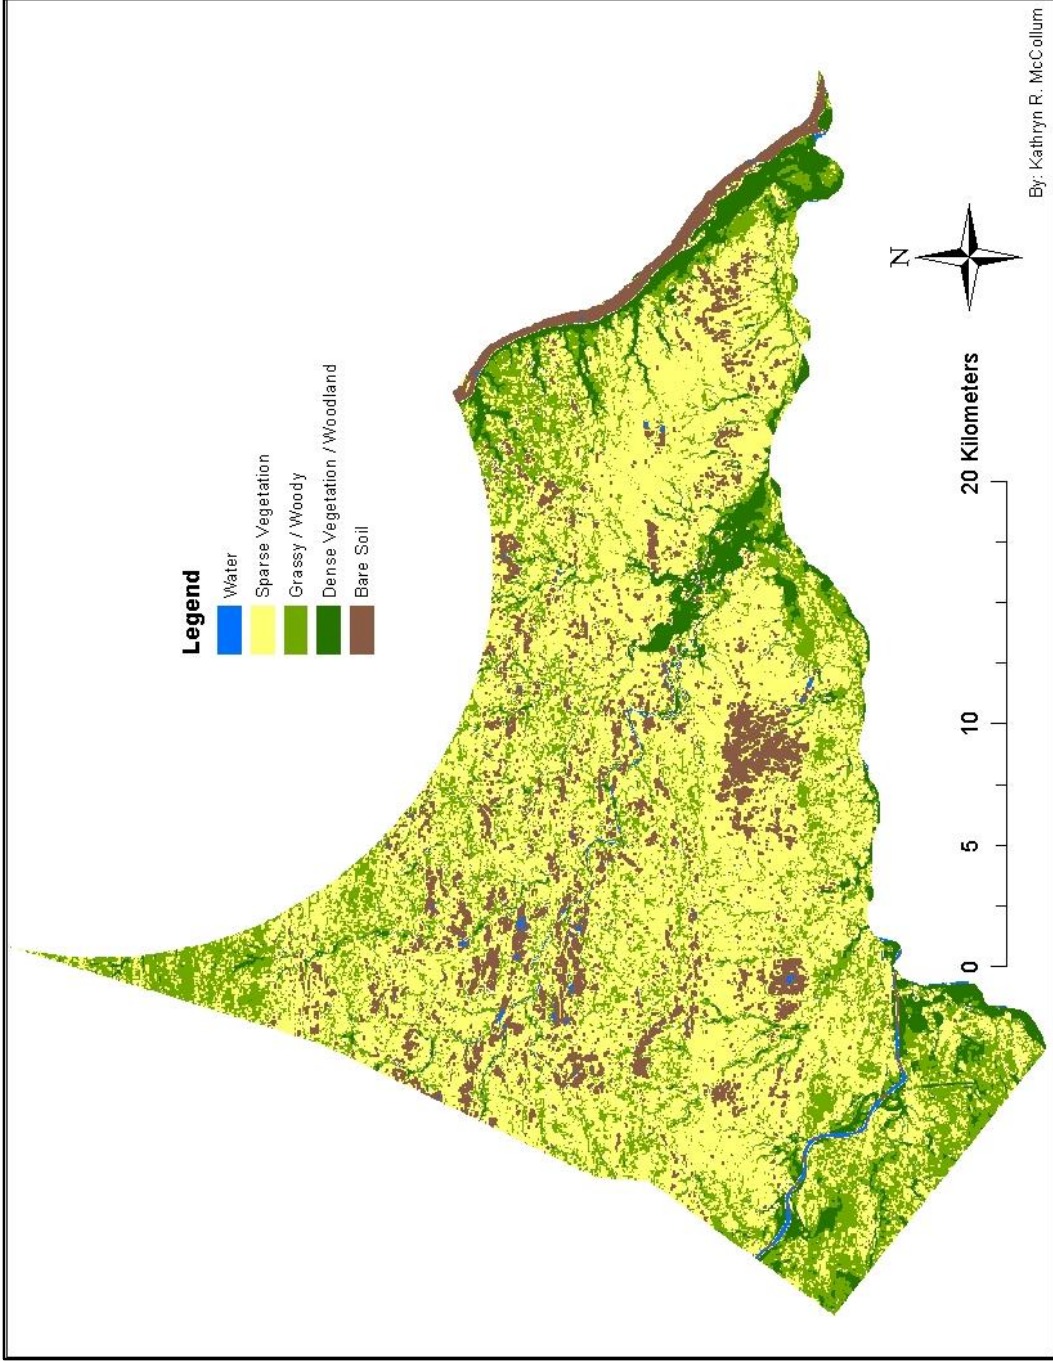 Legend
Water
Sparse Vegetation
Grassy / Woody
Dense Vegetation / Woodland
Bare Soil
N
0 5 10 20 Kilometers
By: Kathryn R. McCollum